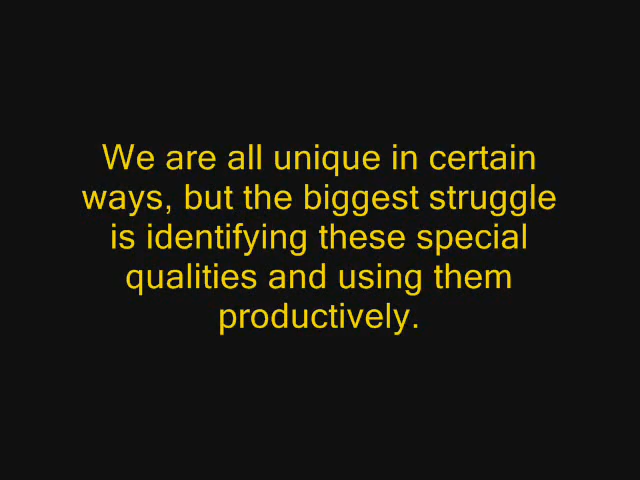 We are all unique in certain
ways, but the biggest struggle
is identifying these special
qualities and using them
productively.